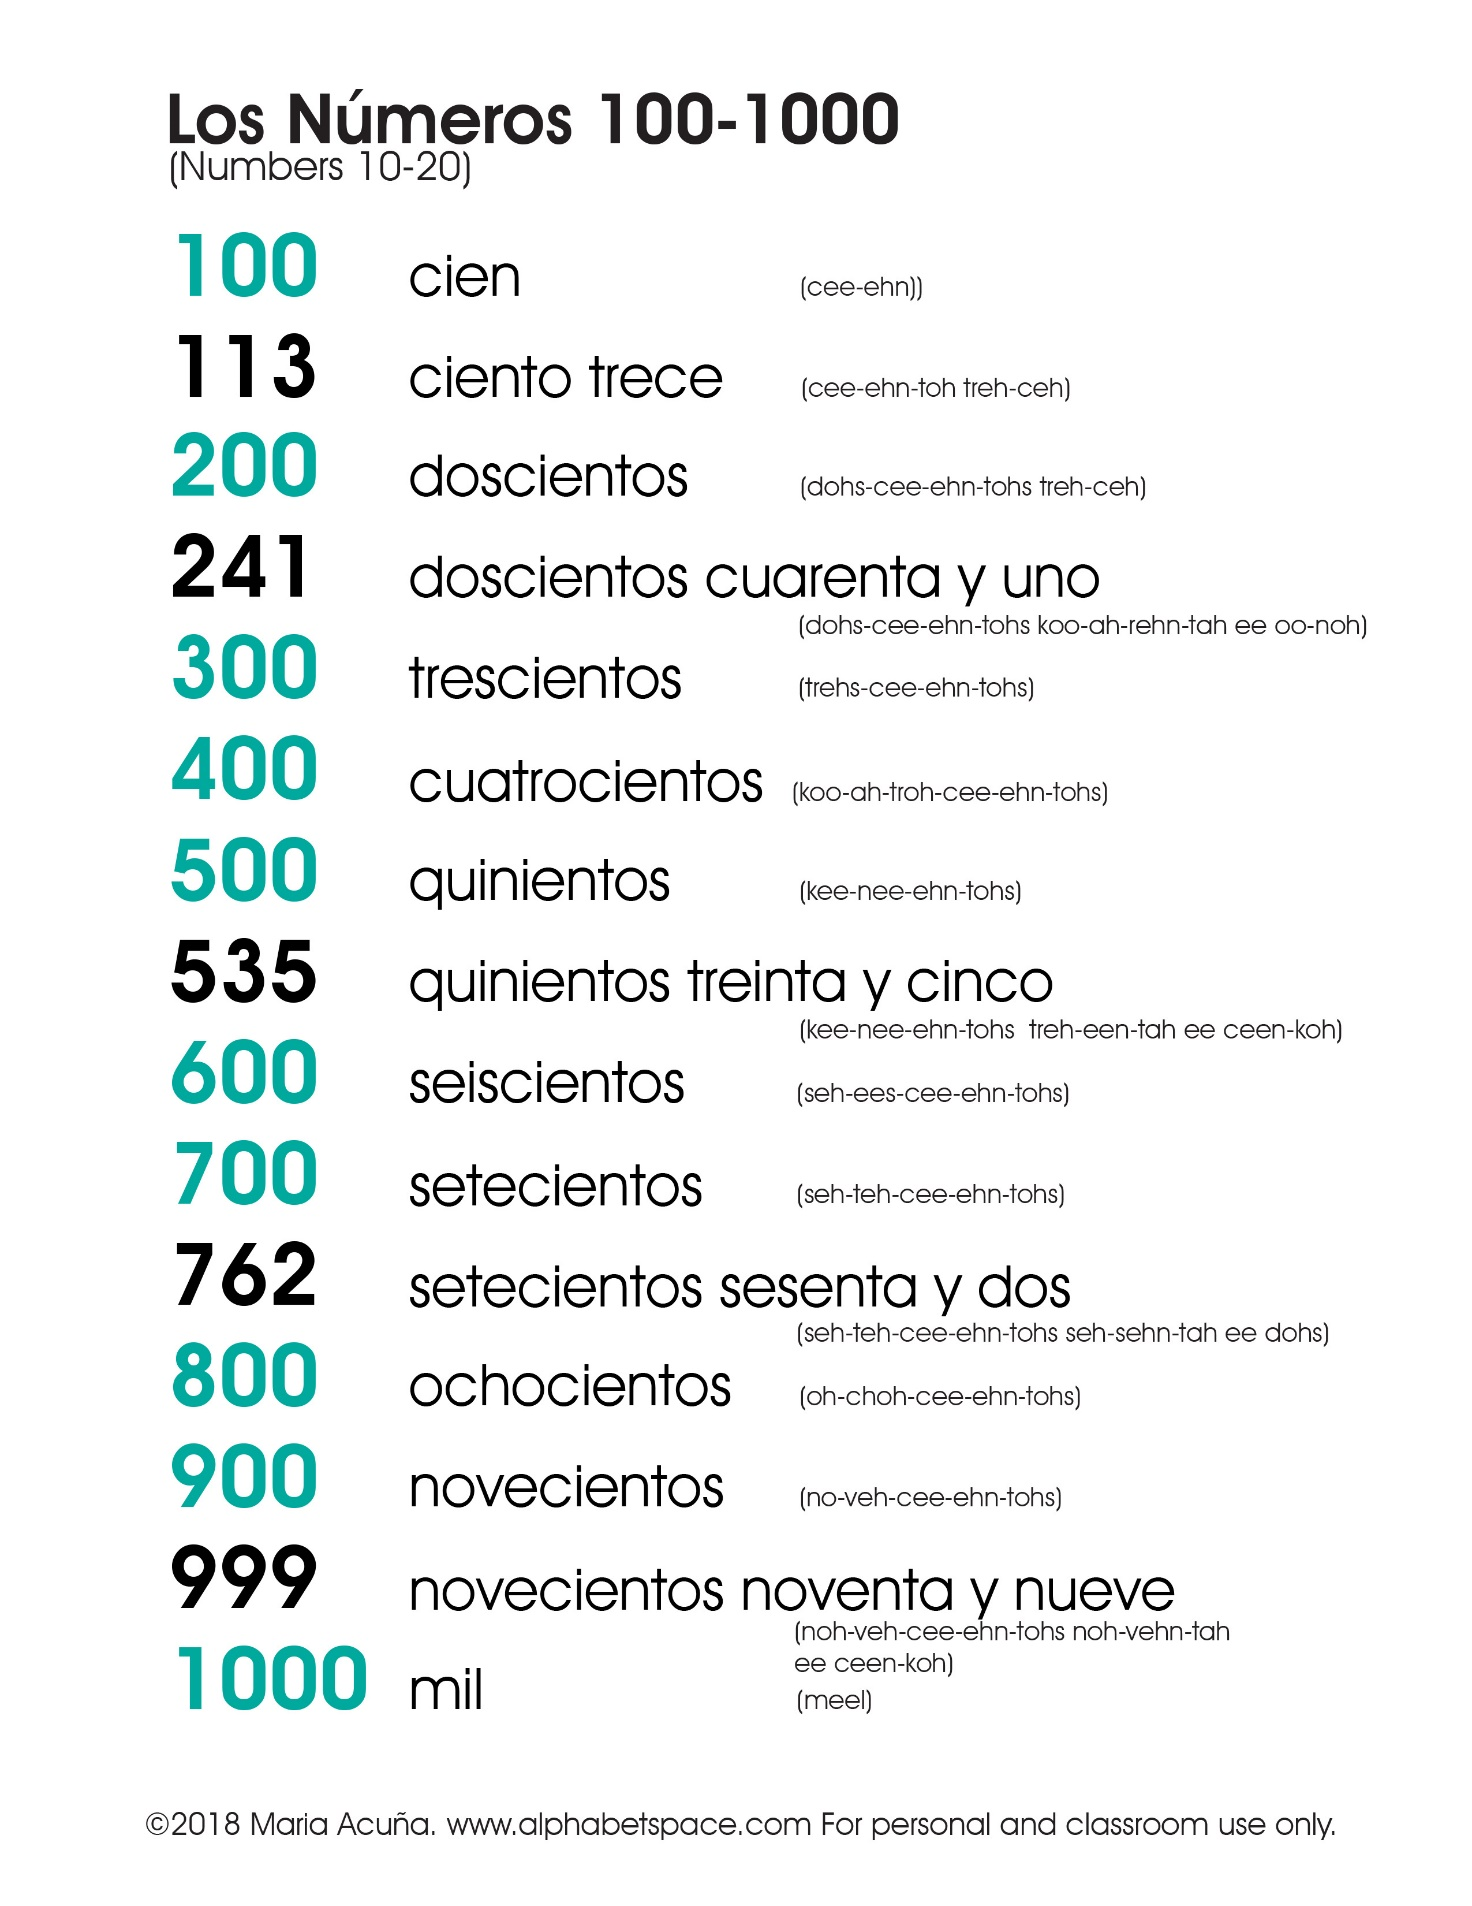 Los Números 100-1000
(Numbers 10-20)
100 cien (cee-ehn))
113 ciento trece (cee-ehn-toh treh-ceh)
200 doscientos (dohs-cee-ehn-tohs treh-ceh)
241 doscientos cuarenta y uno
(dohs-cee-ehn-tohs koo-ah-rehn-tah ee oo-noh)
300 trescientos (trehs-cee-ehn-tohs)
400 cuatrocientos (koo-ah-troh-cee-ehn-tohs)
500 quinientos (kee-nee-ehn-tohs)
535 quinientos treinta y cinco
(kee-nee-ehn-tohs treh-een-tah ee ceen-koh)
600 seiscientos (seh-ees-cee-ehn-tohs)
700 setecientos (seh-teh-cee-ehn-tohs)
762 setecientos sesenta y dos
(seh-teh-cee-ehn-tohs seh-sehn-tah ee dohs)
800 ochocientos (oh-choh-cee-ehn-tohs)
900 novecientos (no-veh-cee-ehn-tohs)
999 novecientos noventa y nueve
(noh-veh-cee-ehn-tohs noh-vehn-tah
ee ceen-koh)
1000 mil (meel)
©2018 Maria Acuña. www.alphabetspace.com For personal and classroom use only.